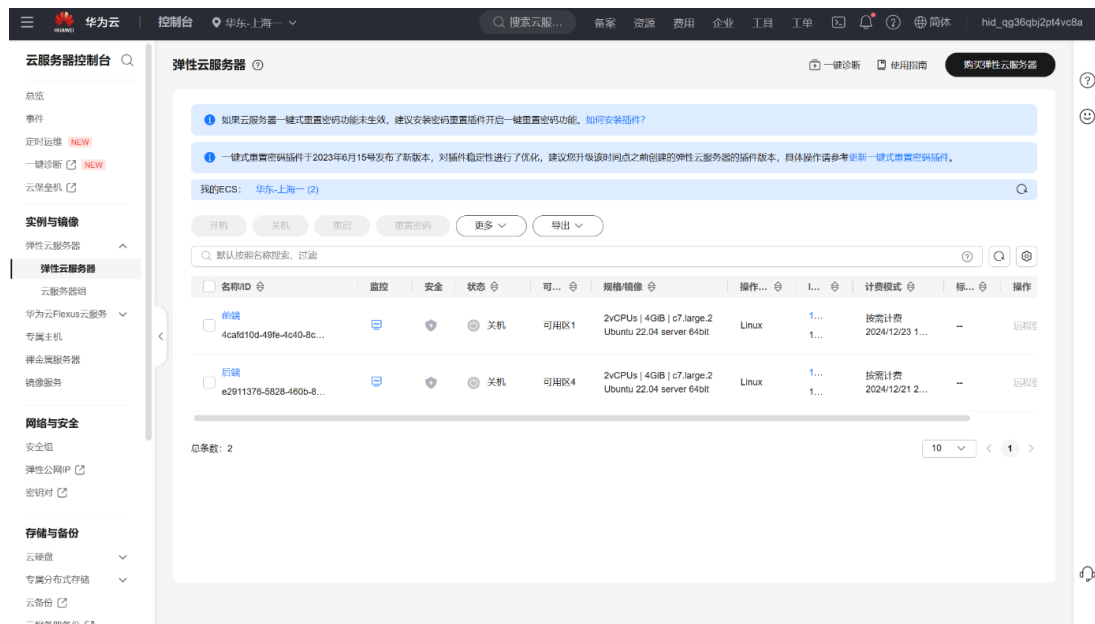 HUAWEI 华为云 控制台 华东-上海一 搜索云服... 备案 资源 费用 企业 工具 工单 简体 hid_qg36qbj2pt4vc8a
云服务器控制台
总览
事件
定时运维 NEW
一键诊断 NEW
云堡垒机
实例与镜像
弹性云服务器
弹性云服务器
云服务器组
华为云Flexus云服务
专属主机
裸金属服务器
镜像服务
网络与安全
安全组
弹性公网IP
密钥对
存储与备份
云硬盘
专属分布式存储
云备份
云服务器备份
弹性云服务器
一键诊断 使用指南 购买弹性云服务器
如果云服务器一键式重置密码功能未生效，建议安装密码重置插件开启一键重置密码功能。如何安装插件?
一键式重置密码插件于2023年6月15号发布了新版本，对插件稳定性进行了优化，建议您升级该时间点之前创建的弹性云服务器的插件版本，具体操作请参考更新一键式重置密码插件。
我的ECS： 华东-上海一 (2)
开机 关机 重启 重置密码 更多 导出
默认按照名称搜索、过滤
名称/ID 监控 安全 状态 可... 规格/镜像 操作... I... 计费模式 标... 操作
前端 2vCPUs | 4GiB | c7.large.2 1... 按需计费
4cafd10d-49fe-4c40-8c... 关机 可用区1 Ubuntu 22.04 server 64bit Linux 1... 2024/12/23 1... -- 远程
后端 2vCPUs | 4GiB | c7.large.2 1... 按需计费
e2911376-5828-460b-8... 关机 可用区4 Ubuntu 22.04 server 64bit Linux 1... 2024/12/21 2... -- 远程
总条数：2
10 1